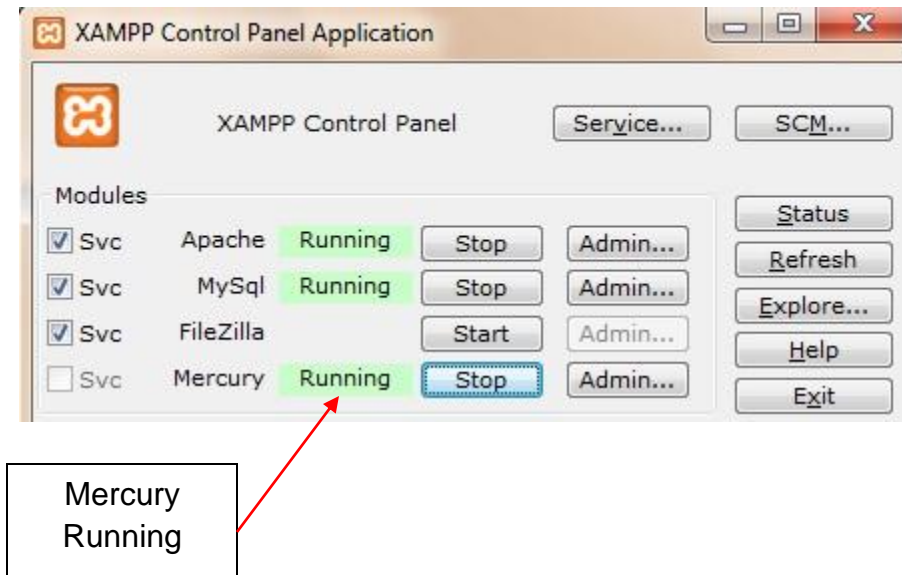 XAMPP Control Panel Application
XAMPP Control Panel Service... SCM...
Modules
Svc Apache Running Stop Admin...
Svc MySql Running Stop Admin...
Svc FileZilla Start Admin...
Svc Mercury Running Stop Admin...
Status
Refresh
Explore...
Help
Exit
Mercury
Running